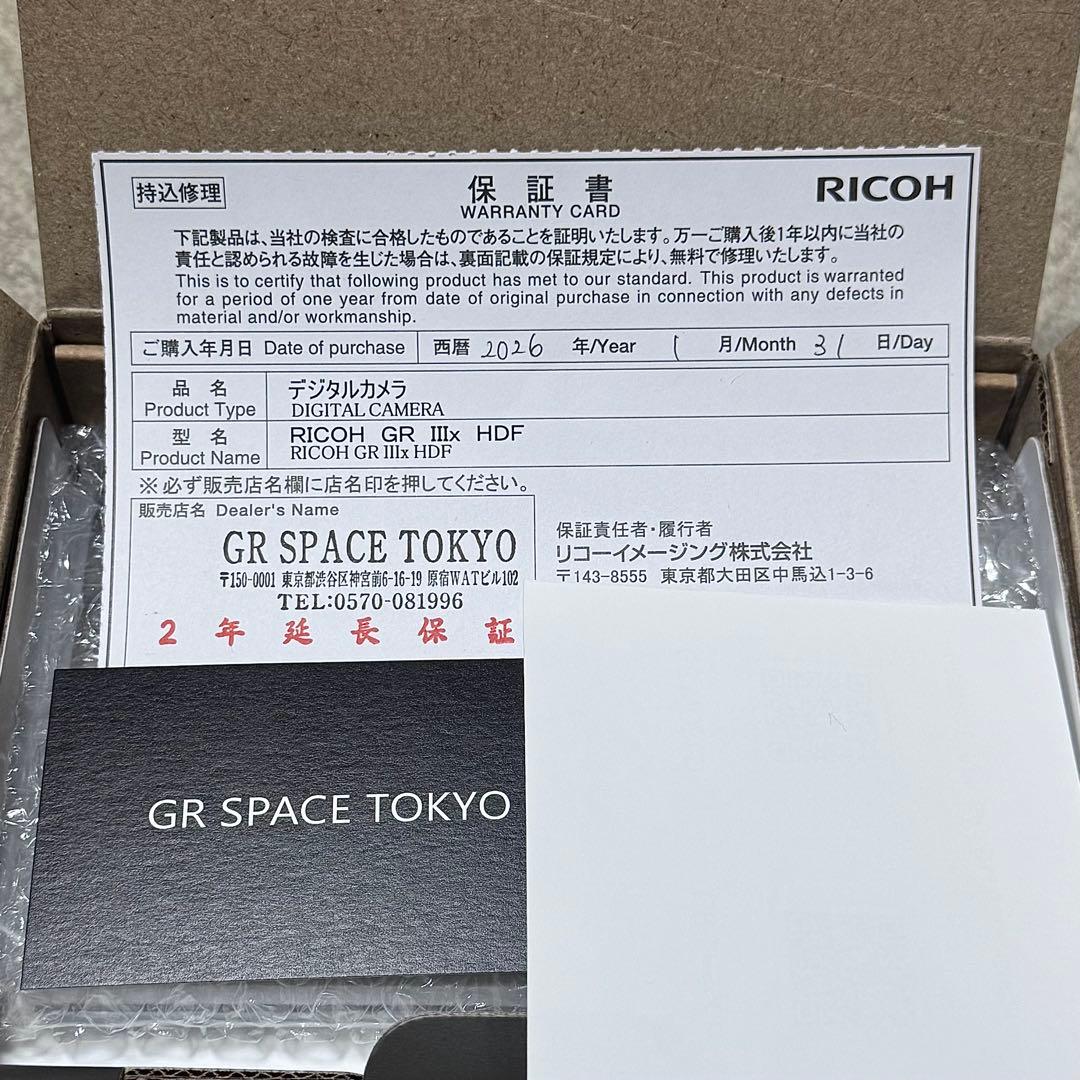 持込修理
保証書
WARRANTY CARD
RICOH
下記製品は、当社の検査に合格したものであることを証明いたします。万一ご購入後1年以内に当社の
責任と認められる故障を生じた場合は、裏面記載の保証規定により、無料で修理いたします。
This is to certify that following product has met to our standard. This product is warranted
for a period of one year from date of original purchase in connection with any defects in
material and/or workmanship.
ご購入年月日 Date of purchase 西暦 2026 年/Year 1 月/Month 31 日/Day
品名 デジタルカメラ
Product Type DIGITAL CAMERA
型名 RICOH GR IIIx HDF
Product Name RICOH GR IIIx HDF
※必ず販売店名欄に店名印を押してください。
販売店名 Dealer's Name
GR SPACE TOKYO
〒150-0001 東京都渋谷区神宮前6-16-19 原宿WATビル102
TEL:0570-081996
2年延長保証
保証責任者・履行者
リコーイメージング株式会社
〒143-8555 東京都大田区中馬込1-3-6
GR SPACE TOKYO